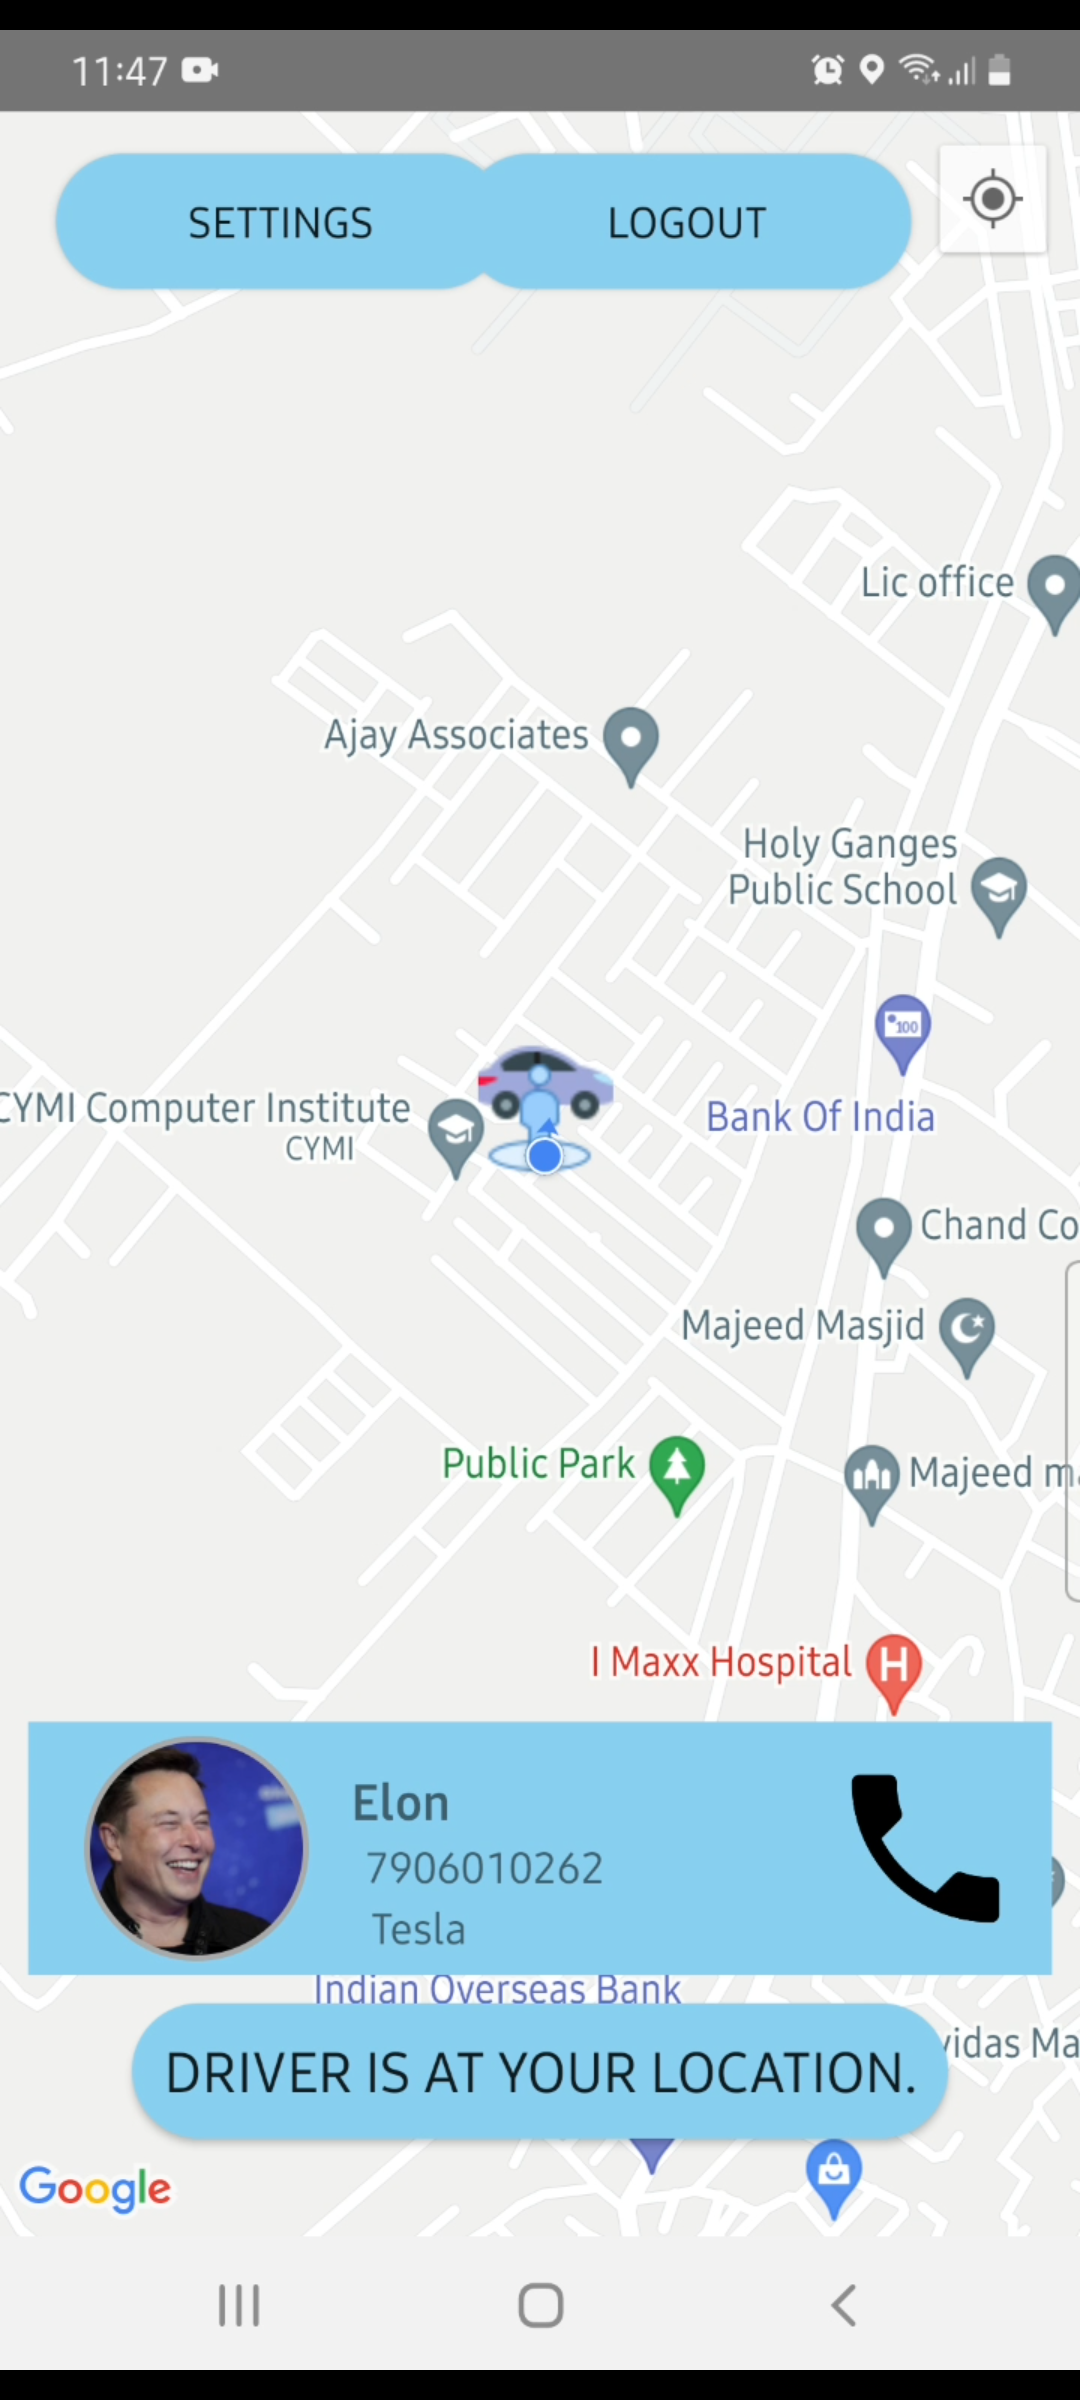 11:47
SETTINGS
LOGOUT
Lic office
Ajay Associates
Holy Ganges
Public School
100
CYMI Computer Institute
CYMI
Bank Of India
Chand Co
Majeed Masjid
Public Park
Majeed m
I Maxx Hospital
H
Elon
7906010262
Tesla
Indian Overseas Bank
DRIVER IS AT YOUR LOCATION.
vidas Ma
Google